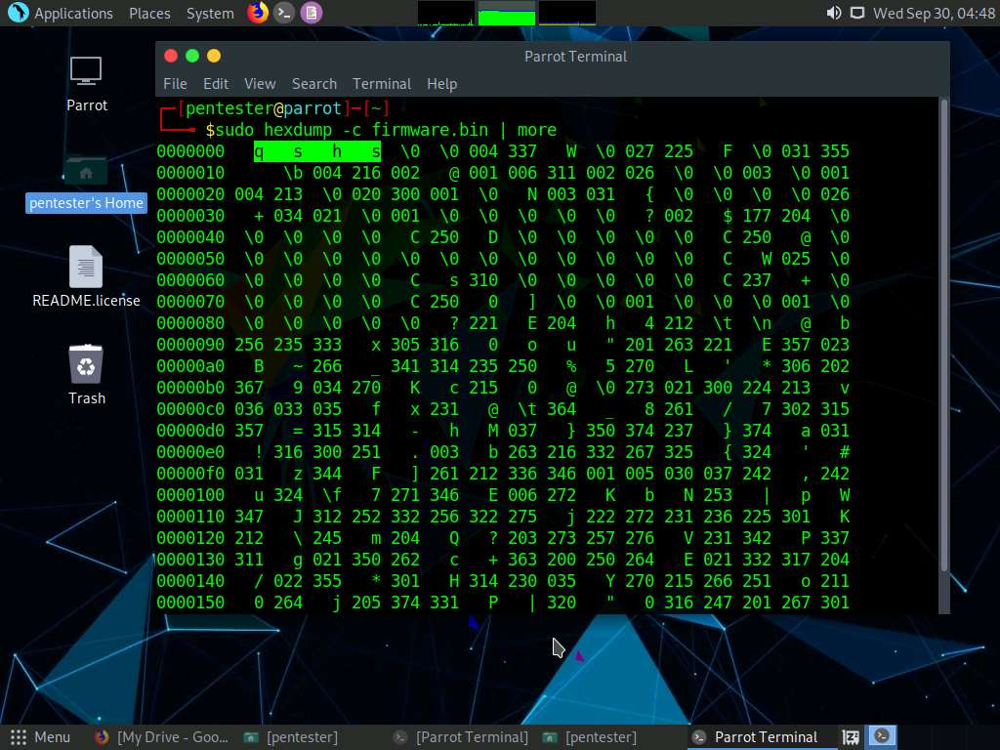 Applications Places System Wed Sep 30, 04:48
Parrot Terminal
File Edit View Search Terminal Help
Parrot
pentester's Home
README.license
Trash
┌─[pentester@parrot]─[~]
└──╼ $sudo hexdump -c firmware.bin | more
0000000   q   s   h   s  \0  \0 004 337   W  \0 027 225   F  \0 031 355
0000010      \b 004 216 002   @ 001 006 311 002 026  \0  \0 003  \0 001
0000020 004 213  \0 020 300 001  \0   N 003 031   {  \0  \0  \0  \0 026
0000030   + 034 021  \0 001  \0  \0  \0  \0  \0   ? 002   $ 177 204  \0
0000040  \0  \0  \0  \0   C 250   D  \0  \0  \0  \0  \0   C 250   @  \0
0000050  \0  \0  \0  \0  \0  \0  \0  \0  \0  \0  \0  \0   C   W 025  \0
0000060  \0  \0  \0  \0   C   s 310  \0  \0  \0  \0  \0   C 237   +  \0
0000070  \0  \0  \0  \0   C 250   0   ]  \0  \0 001  \0  \0  \0 001  \0
0000080  \0  \0  \0  \0  \0   ? 221   E 204   h   4 212  \t  \n   @   b
0000090 256 235 333   x 305 316   0   o   u   " 201 263 221   E 357 023
00000a0   B   ~ 266   _ 341 314 235 250   %   5 270   L   '   * 306 202
00000b0 367   9 034 270   K   c 215   0   @  \0 273 021 300 224 213   v
00000c0 036 033 035   f   x 231   @  \t 364   _   8 261   /   7 302 315
00000d0 357   = 315 314   -   h   M 037   } 350 374 237   } 374   a 031
00000e0   ! 316 300 251   . 003   b 263 216 332 267 325   { 324   '   #
00000f0 031   z 344   F   ] 261 212 336 346 001 005 030 037 242   , 242
0000100   u 324  \f   7 271 346   E 006 272   K   b   N 253   |   p   W
0000110 347   J 312 252 332 256 322 275   j 222 272 231 236 225 301   K
0000120 212   \ 245   m 204   Q   ? 203 273 257 276   V 231 342   P 337
0000130 311   g 021 350 262   c   + 363 200 250 264   E 021 332 317 204
0000140   / 022 355   * 301   H 314 230 035   Y 270 215 266 251   o 211
0000150   0 264   j 205 374 331   P   | 320   "   0 316 247 201 267 301
Menu [My Drive - Goo... [pentester] [Parrot Terminal] [pentester] Parrot Terminal